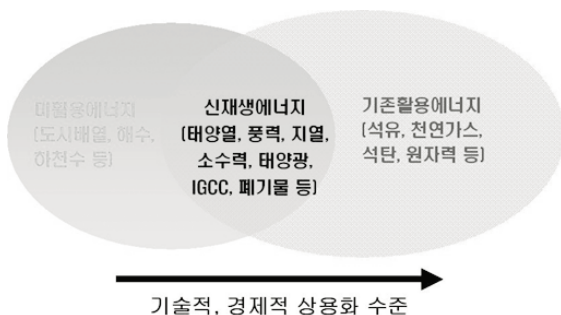 미활용에너지
(도시배열, 해수,
하천수 등)
신재생에너지
(태양열, 풍력, 지열,
소수력, 태양광,
IGCC, 폐기물 등)
기존활용에너지
(석유, 천연가스,
석탄, 원자력 등)
기술적, 경제적 상용화 수준